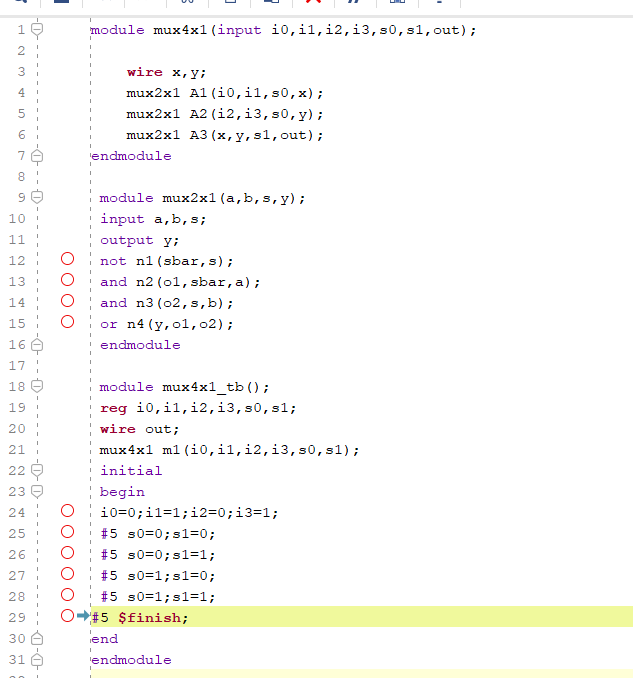 1 module mux4x1(input i0,i1,i2,i3,s0,s1,out);
2
3 wire x,y;
4 mux2x1 A1(i0,i1,s0,x);
5 mux2x1 A2(i2,i3,s0,y);
6 mux2x1 A3(x,y,s1,out);
7 endmodule
8
9 module mux2x1(a,b,s,y);
10 input a,b,s;
11 output y;
12 not n1(sbar,s);
13 and n2(o1,sbar,a);
14 and n3(o2,s,b);
15 or n4(y,o1,o2);
16 endmodule
17
18 module mux4x1_tb();
19 reg i0,i1,i2,i3,s0,s1;
20 wire out;
21 mux4x1 m1(i0,i1,i2,i3,s0,s1);
22 initial
23 begin
24 i0=0;i1=1;i2=0;i3=1;
25 #5 s0=0;s1=0;
26 #5 s0=0;s1=1;
27 #5 s0=1;s1=0;
28 #5 s0=1;s1=1;
29 #5 $finish;
30 end
31 endmodule